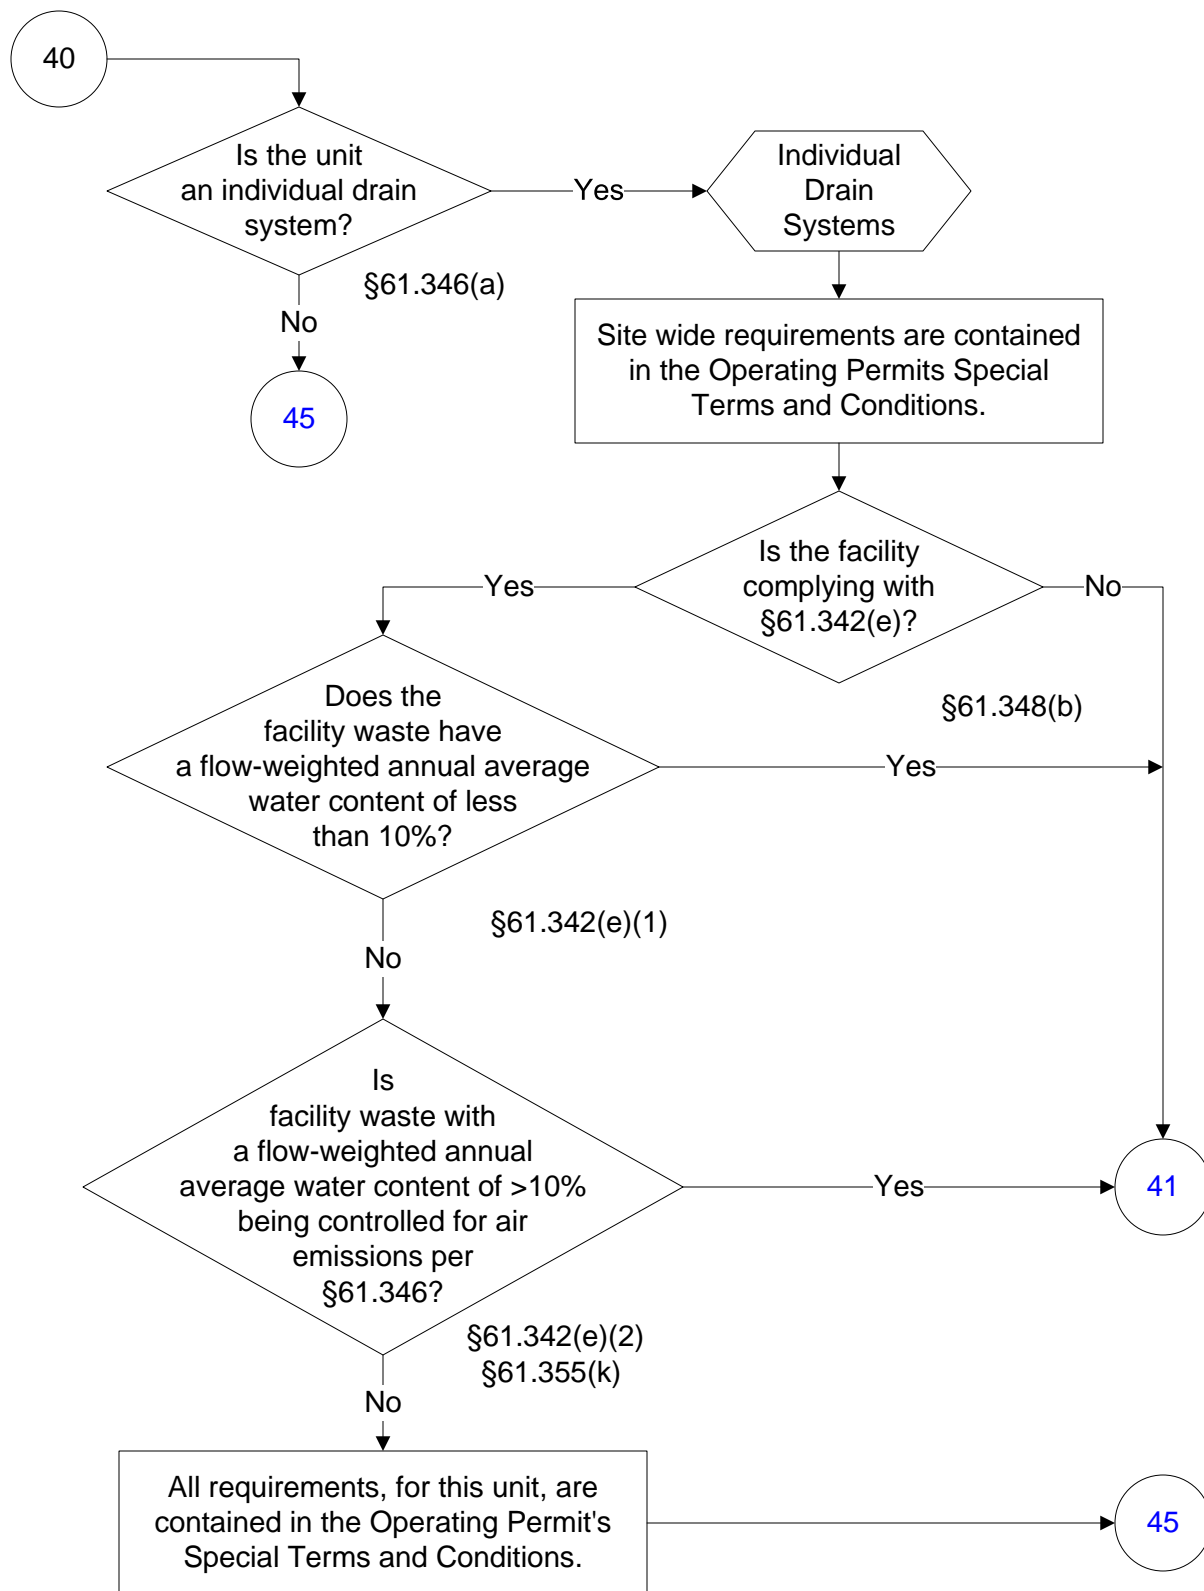 40
Is the unit
an individual drain
system?
Yes
Individual
Drain
Systems
§61.346(a)
No
45
Site wide requirements are contained
in the Operating Permits Special
Terms and Conditions.
Is the facility
complying with
§61.342(e)?
Yes
No
§61.348(b)
Does the
facility waste have
a flow-weighted annual average
water content of less
than 10%?
Yes
§61.342(e)(1)
No
Is
facility waste with
a flow-weighted annual
average water content of >10%
being controlled for air
emissions per
§61.346?
Yes
41
§61.342(e)(2)
§61.355(k)
No
All requirements, for this unit, are
contained in the Operating Permit's
Special Terms and Conditions.
45